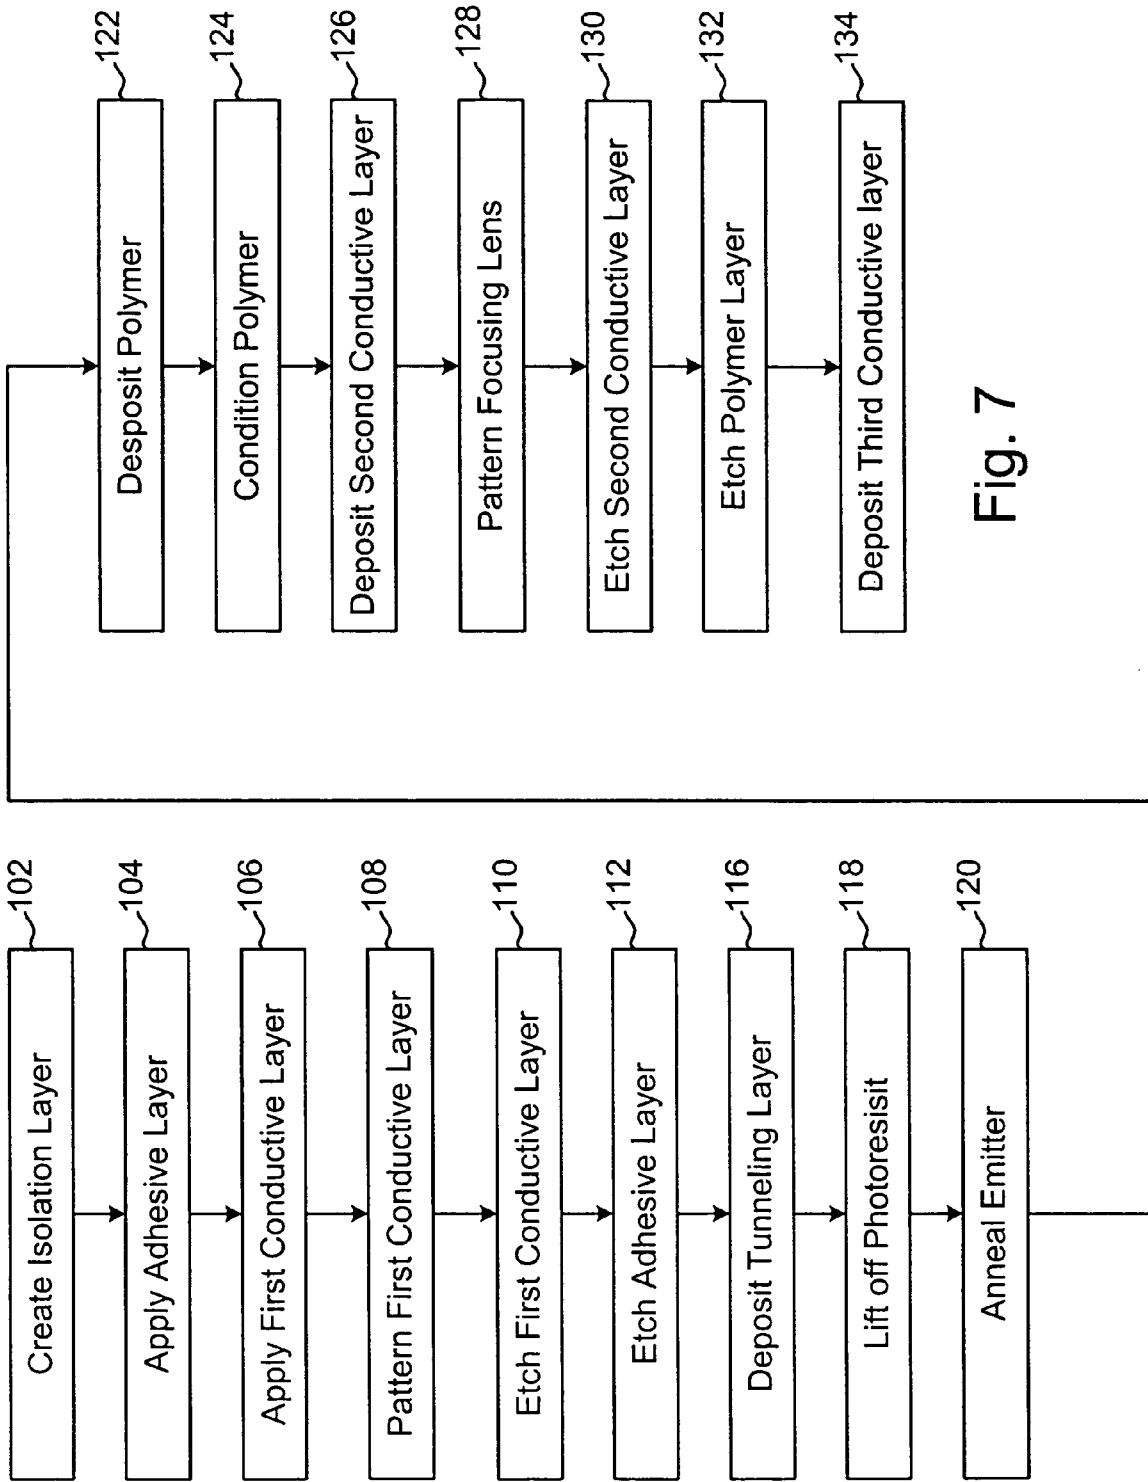 Create Isolation Layer
102
Apply Adhesive Layer
104
Apply First Conductive Layer
106
Pattern First Conductive Layer
108
Etch First Conductive Layer
110
Etch Adhesive Layer
112
Deposit Tunneling Layer
116
Lift off Photoresisit
118
Anneal Emitter
120
Desposit Polymer
122
Condition Polymer
124
Deposit Second Conductive Layer
126
Pattern Focusing Lens
128
Etch Second Conductive Layer
130
Etch Polymer Layer
132
Deposit Third Conductive layer
134
Fig. 7